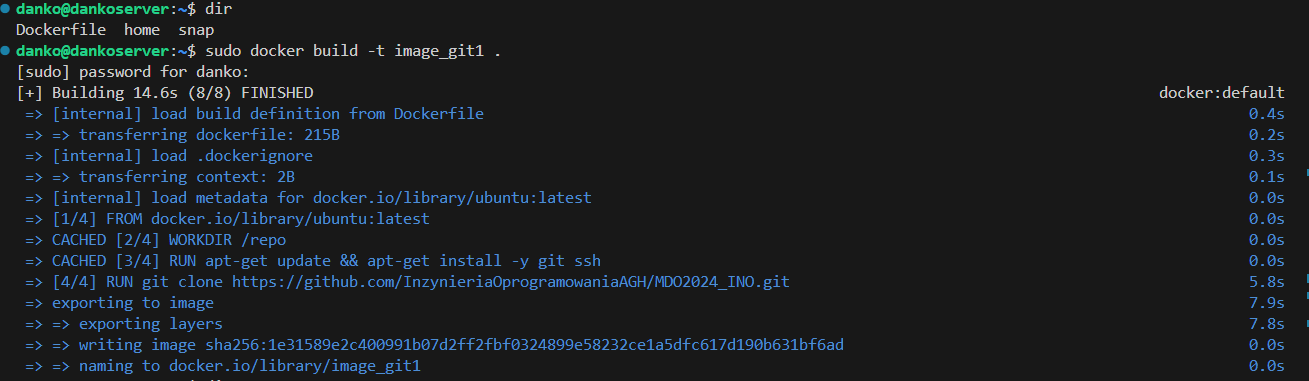 danko@dankoserver:~$ dir
Dockerfile  home  snap
danko@dankoserver:~$ sudo docker build -t image_git1 .
[sudo] password for danko:
[+] Building 14.6s (8/8) FINISHED docker:default
=> [internal] load build definition from Dockerfile 0.4s
=> => transferring dockerfile: 215B 0.2s
=> [internal] load .dockerignore 0.3s
=> => transferring context: 2B 0.1s
=> [internal] load metadata for docker.io/library/ubuntu:latest 0.0s
=> [1/4] FROM docker.io/library/ubuntu:latest 0.0s
=> CACHED [2/4] WORKDIR /repo 0.0s
=> CACHED [3/4] RUN apt-get update && apt-get install -y git ssh 0.0s
=> [4/4] RUN git clone https://github.com/InzynieriaOprogramowaniaAGH/MDO2024_INO.git 5.8s
=> exporting to image 7.9s
=> => exporting layers 7.8s
=> => writing image sha256:1e31589e2c400991b07d2ff2fbf0324899e58232ce1a5dfc617d190b631bf6ad 0.0s
=> => naming to docker.io/library/image_git1 0.0s